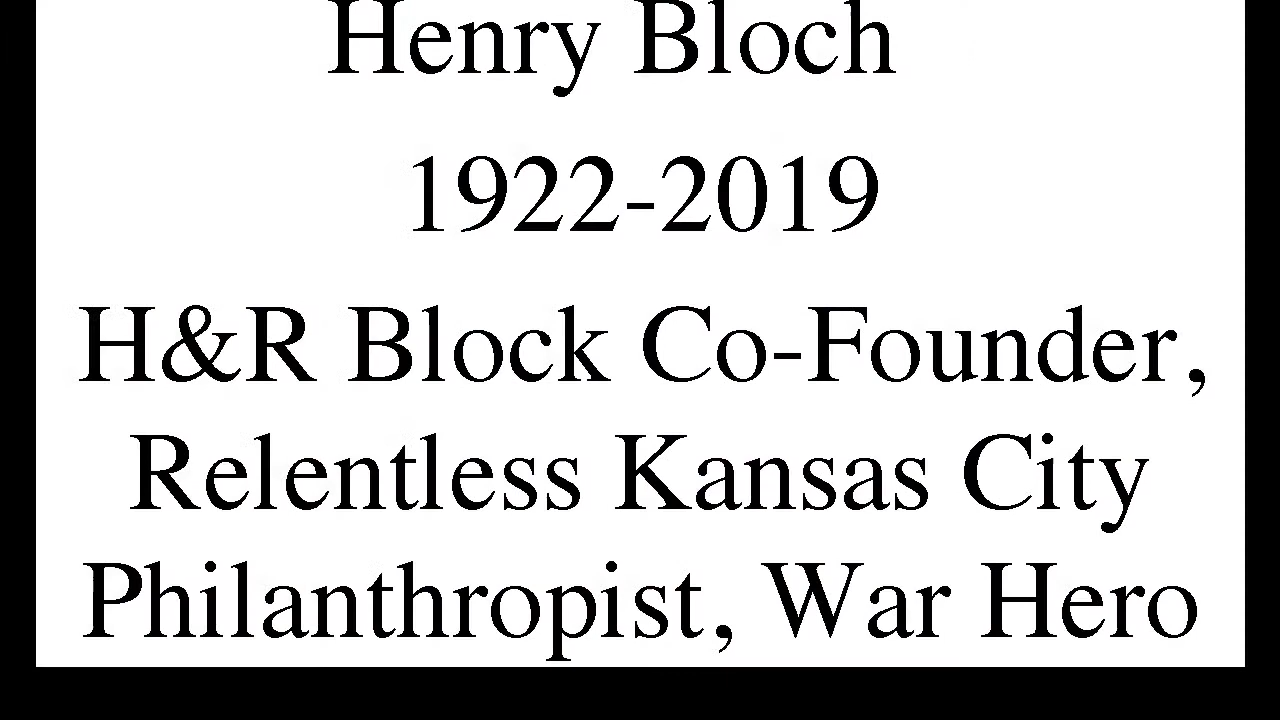 Henry Bloch
1922-2019
H&R Block Co-Founder,
Relentless Kansas City
Philanthropist, War Hero